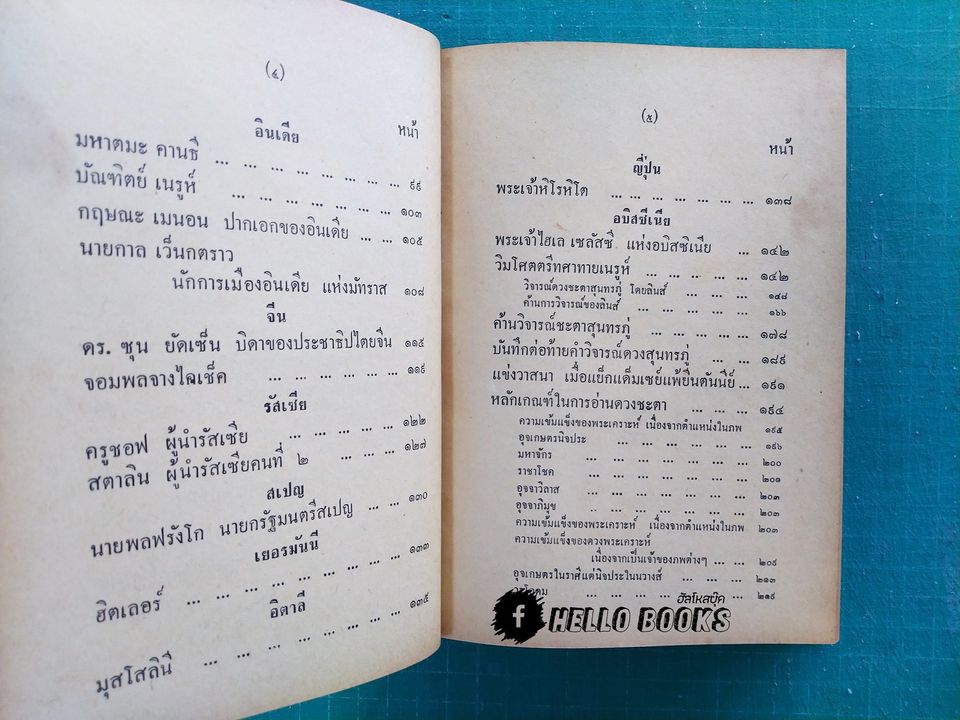 (๔)
อินเดีย หน้า
มหาตมะ คานธี ... ... ... ... ... ... ... ๙๙
บัณฑิตย์ เนรูห์ ... ... ... ... ... ... ๑๐๓
กฤษณะ เมนอน ปากเอกของอินเดีย ... ... ๑๐๕
นายกาล เว็นกตราว
นักการเมืองอินเดีย แห่งมัทราส ๑๐๘
จีน
ดร. ซุน ยัดเซ็น บิดาของประชาธิปไตยจีน ๑๑๕
จอมพลจางไฉเช็ค ... ... ... ... ... ๑๑๙
รัสเซีย
ครูชอฟ ผู้นำรัสเซีย ... ... ... ... ... ๑๒๒
สตาลิน ผู้นำรัสเซียคนที่ ๒ ... ... ... ๑๒๗
สเปญ
นายพลฟรังโก นายกรัฐมนตรีสเปญ ... ... ๑๓๐
เยอรมันนี
ฮิตเลอร์ ... ... ... ... ... ... ... ๑๓๓
อิตาลี
มุสโสลินี ... ... ... ... ... ... ๑๓๕
(๕)
หน้า
ญี่ปุ่น
พระเจ้าหิโรหิโต ... ... ... ... ... ... ... ๑๓๘
อบิสซีเนีย
พระเจ้าไฮเล เซลัสซี แห่งอบิสซิเนีย ... ๑๔๒
วิมโศตตรีทศาทายเนรูห์ ... ... ... ... ๑๔๒
วิจารณ์ดวงชะตาสุนทรภู่ โดยลินส์ ... ... ... ๑๔๘
ค้านการวิจารณ์ของลินส์ ... ... ... ... ... ๑๖๖
ค้านวิจารณ์ชะตาสุนทรภู่ ... ... ... ... ๑๗๘
บันทึกต่อท้ายคำวิจารณ์ดวงสุนทรภู่ ... ... ๑๘๙
แข่งวาสนา เมื่อแย็กแด็มเซย์แพ้ยีนตันนีย์ ... ๑๙๑
หลักเกณฑ์ในการอ่านดวงชะตา ... ... ... ๑๙๔
ความเข้มแข็งของพระเคราะห์ เนื่องจากตำแหน่งในภพ ๑๙๕
อุจเกษตรนิจประ ... ... ... ... ... ... ๑๙๖
มหาจักร ... ... ... ... ... ... ... ๒๐๐
ราชาโชค ... ... ... ... ... ... ... ๒๐๑
อุจจาวิลาส ... ... ... ... ... ... ... ๒๐๓
อุจจาภิมุข .. ... ... ... ... ... ... ๒๐๓
ความเข้มแข็งของพระเคราะห์ เนื่องจากตำแหน่งในภพ ๒๐๓
ความเข้มแข็งของดวงพระเคราะห์
เนื่องจากเป็นเจ้าของภพต่างๆ ... ... ๒๐๙
อุจเกษตรในราศีแต่นิจประในนวางส์ ... ... ... ๒๑๓
... ... ... ... ๒๑๙
ฮัลโหลบุ๊ค
f HELLO BOOKS